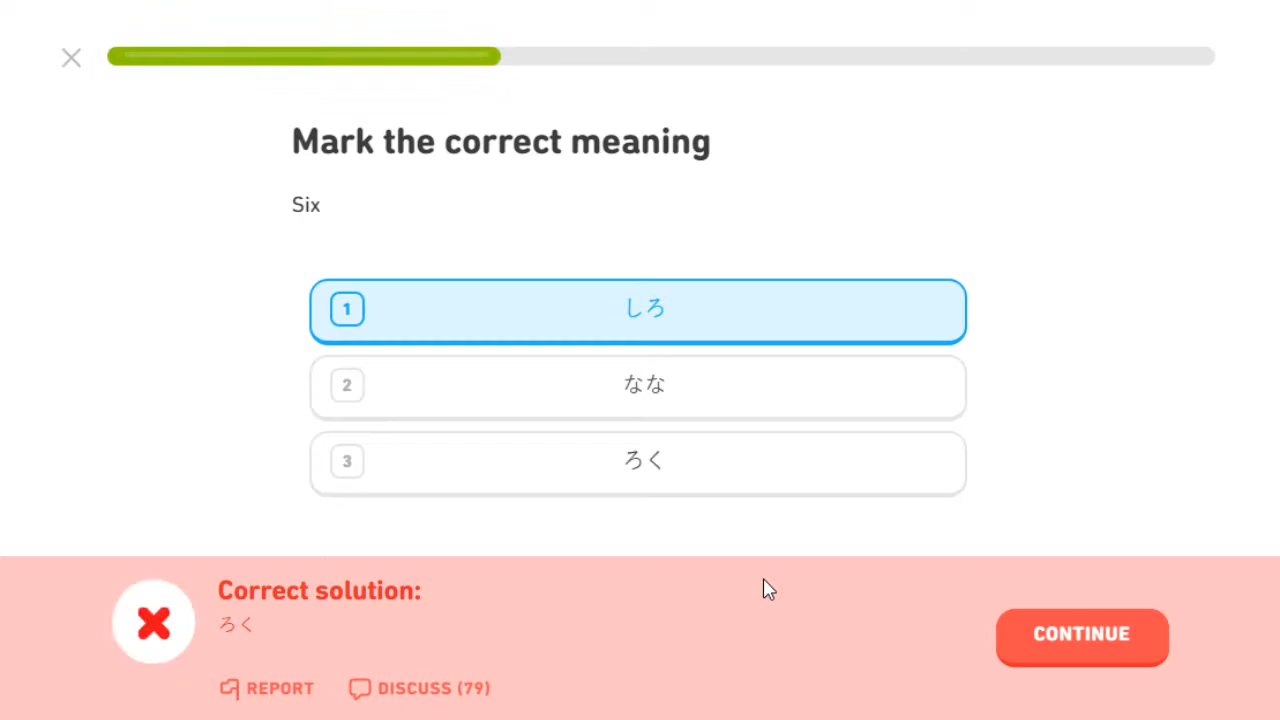 Mark the correct meaning
Six
1 しろ
2 なな
3 ろく
Correct solution:
ろく
CONTINUE
REPORT DISCUSS (79)